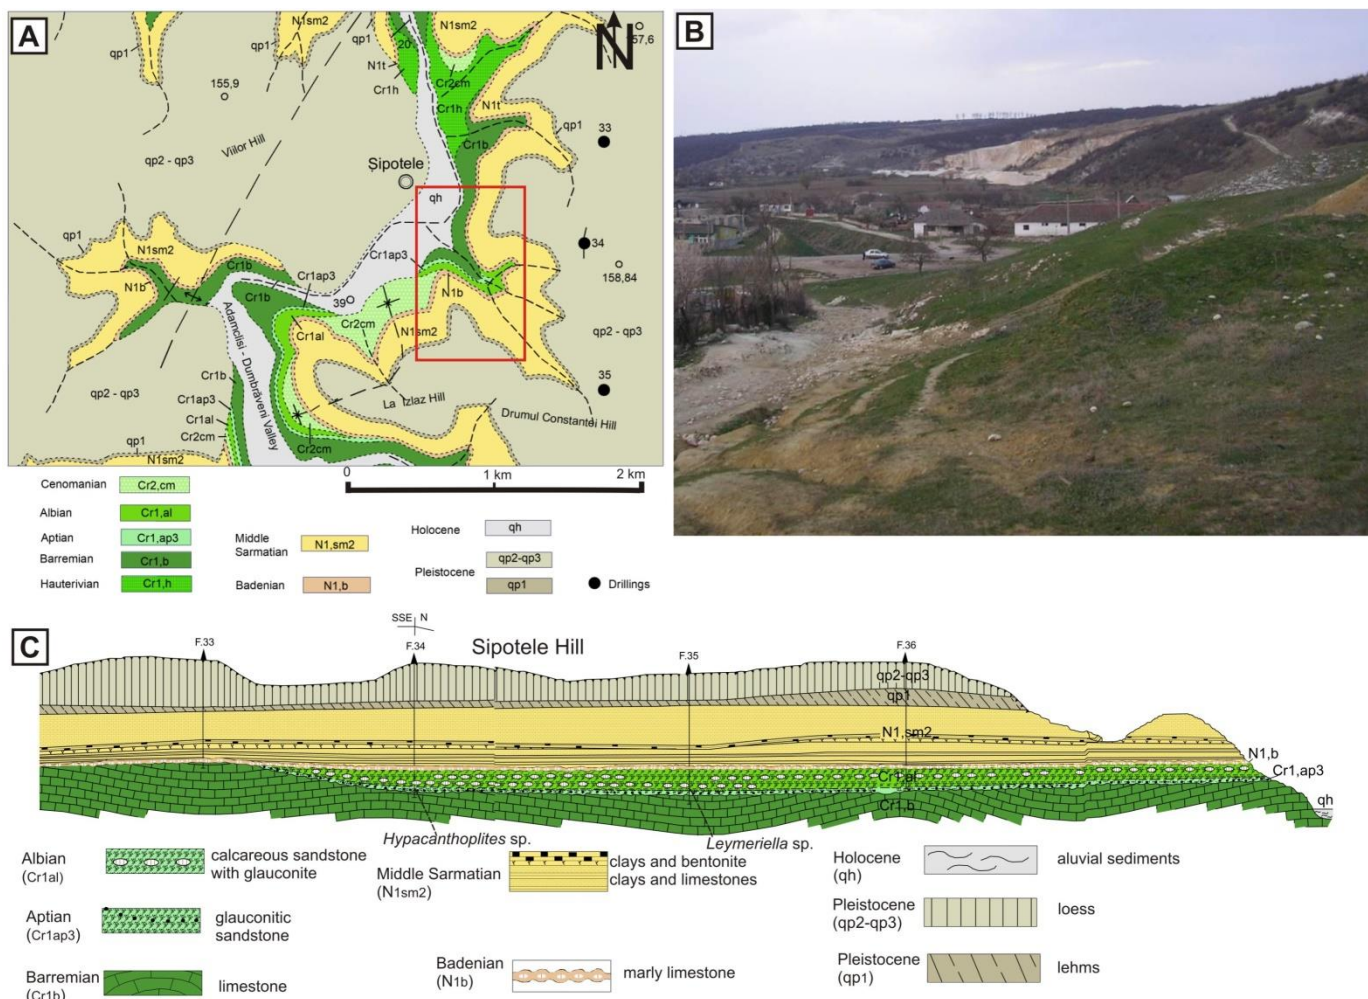 A
qp1
qp1
qp1
20
N1sm2
N
157,6
155,9
N1t
Cr1h
Cr2cm
Cr1h
N1t
Cr1b
qp1
33
qp2 - qp3
Viilor Hill
Șipotele
qh
qp1
N1sm2
N1b
Cr1b
Cr1ap3
Cr1b
Cr1ap3
N1b
34
158,84
39
Cr2cm
Cr1al
N1sm2
qp2 - qp3
qp2 - qp3
Adamclisi - Dumbrăveni Valley
Cr1b
Cr1ap3
Cr1al
Cr2cm
qp1
N1sm2
Cr2cm
La Izlaz Hill
35
Drumul Constantei Hill
0 1 km 2 km
Cenomanian Cr2,cm
Albian Cr1,al
Aptian Cr1,ap3
Barremian Cr1,b
Hauterivian Cr1,h
Middle
Sarmatian N1,sm2
Badenian N1,b
Holocene qh
Pleistocene qp2-qp3
qp1
Drillings
B
C
SSE N
Sipotele Hill
F.33
F.34
F.35
F.36
qp2-qp3
qp1
N1,sm2
N1,b
Cr1,al
Cr1,ap3
Cr1,b
qh
Hypacanthoplites sp.
Leymeriella sp.
Albian
(Cr1al)
calcareous sandstone
with glauconite
Aptian
(Cr1ap3)
glauconitic
sandstone
Barremian
(Cr1b)
limestone
Middle Sarmatian
(N1sm2)
clays and bentonite
clays and limestones
Badenian
(N1b)
marly limestone
Holocene
(qh)
aluvial sediments
Pleistocene
(qp2-qp3)
loess
Pleistocene
(qp1)
lehms